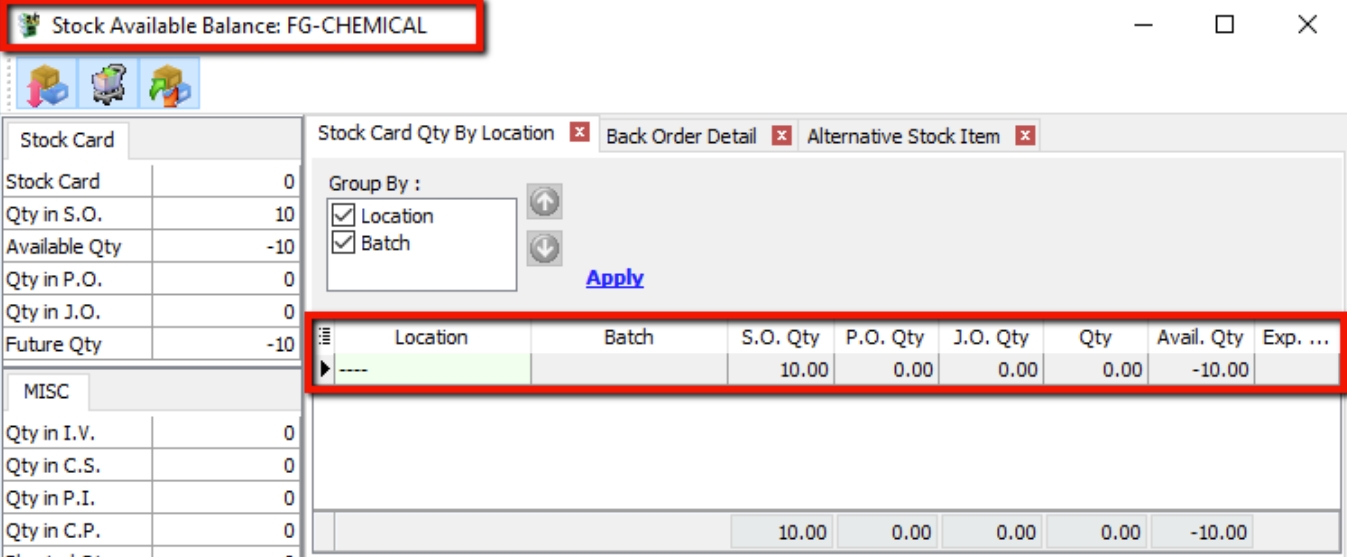 Stock Available Balance: FG-CHEMICAL
Stock Card
Stock Card 0
Qty in S.O. 10
Available Qty -10
Qty in P.O. 0
Qty in J.O. 0
Future Qty -10
MISC
Qty in I.V. 0
Qty in C.S. 0
Qty in P.I. 0
Qty in C.P. 0
Stock Card Qty By Location Back Order Detail Alternative Stock Item
Group By :
Location
Batch
Apply
Location Batch S.O. Qty P.O. Qty J.O. Qty Qty Avail. Qty Exp. ...
---- 10.00 0.00 0.00 0.00 -10.00
10.00 0.00 0.00 0.00 -10.00